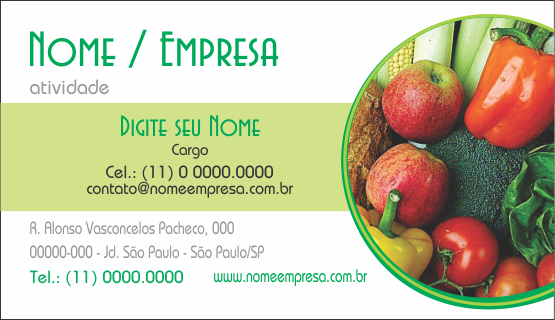 Nome / Empresa
atividade
Digite seu Nome
Cargo
Cel.: (11) 0 0000.0000
contato@nomeempresa.com.br
R. Alonso Vasconcelos Pacheco, 000
00000-000 - Jd. São Paulo - São Paulo/SP
Tel.: (11) 0000.0000 www.nomeempresa.com.br